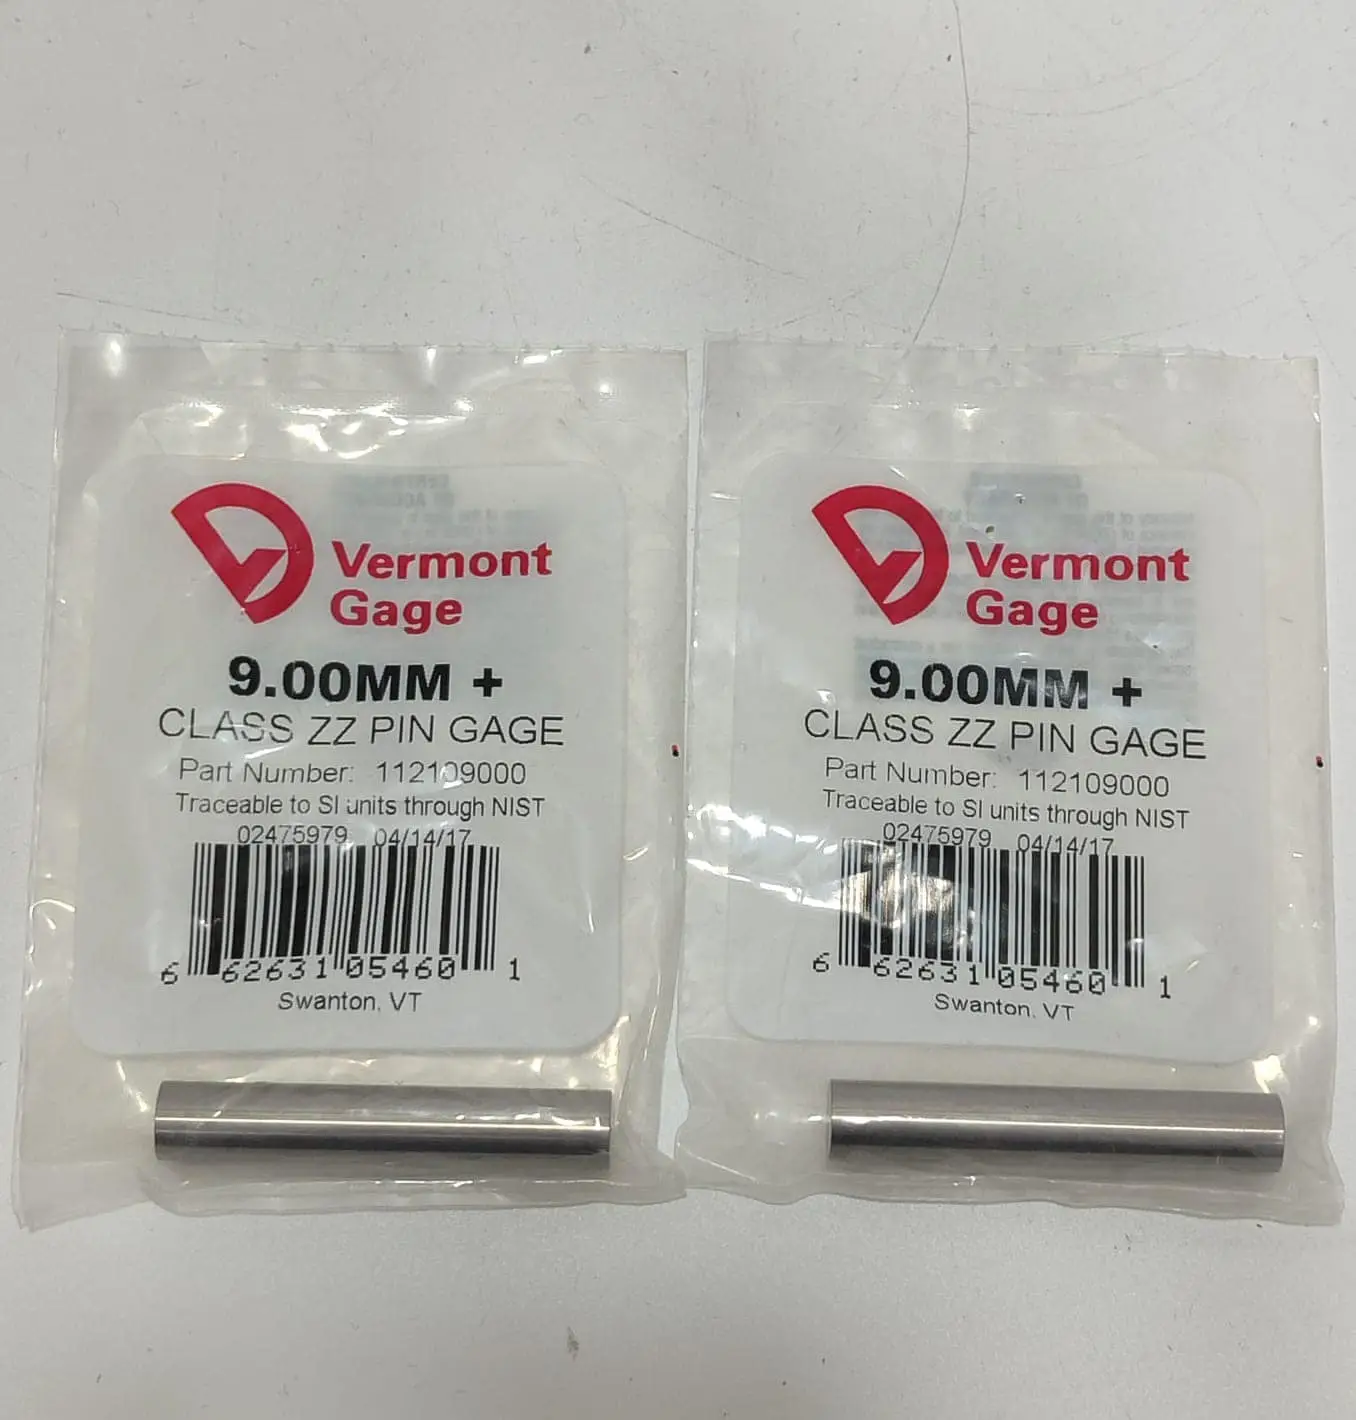 Vermont
Gage
9.00MM +
CLASS ZZ PIN GAGE
Part Number: 112109000
Traceable to SI units through NIST
02475979 04/14/17
6 62631 05460 1
Swanton, VT
Vermont
Gage
9.00MM +
CLASS ZZ PIN GAGE
Part Number: 112109000
Traceable to SI units through NIST
02475979 04/14/17
6 62631 05460 1
Swanton, VT